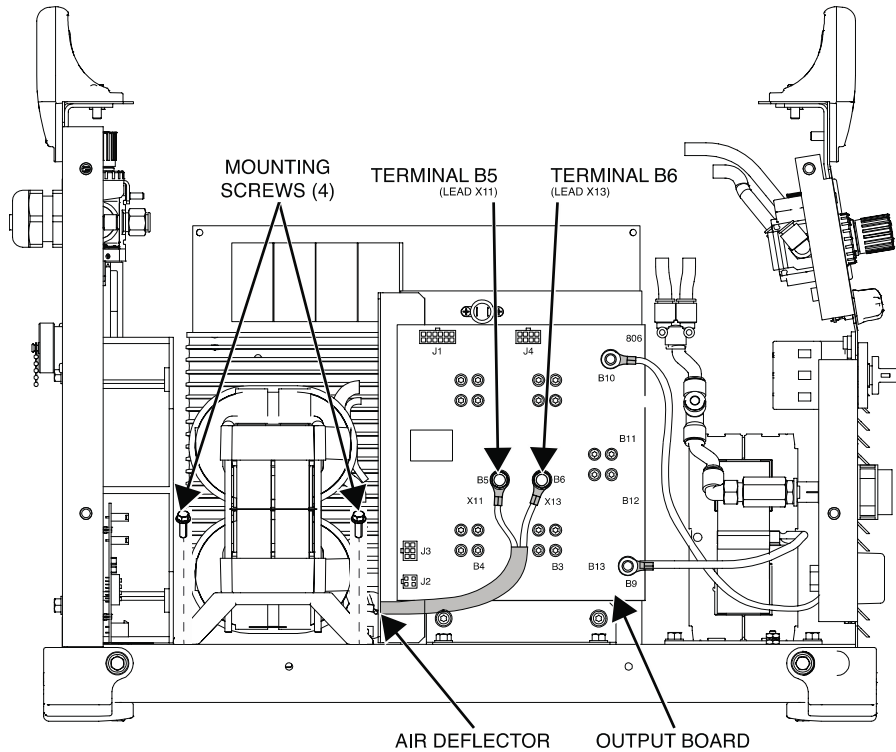 MOUNTING
SCREWS (4)
TERMINAL B5
(LEAD X11)
TERMINAL B6
(LEAD X13)
J1
J4
806
B10
B11
B5
B6
X11
X13
B12
J3
J2
B4
B3
B13
B9
AIR DEFLECTOR
OUTPUT BOARD